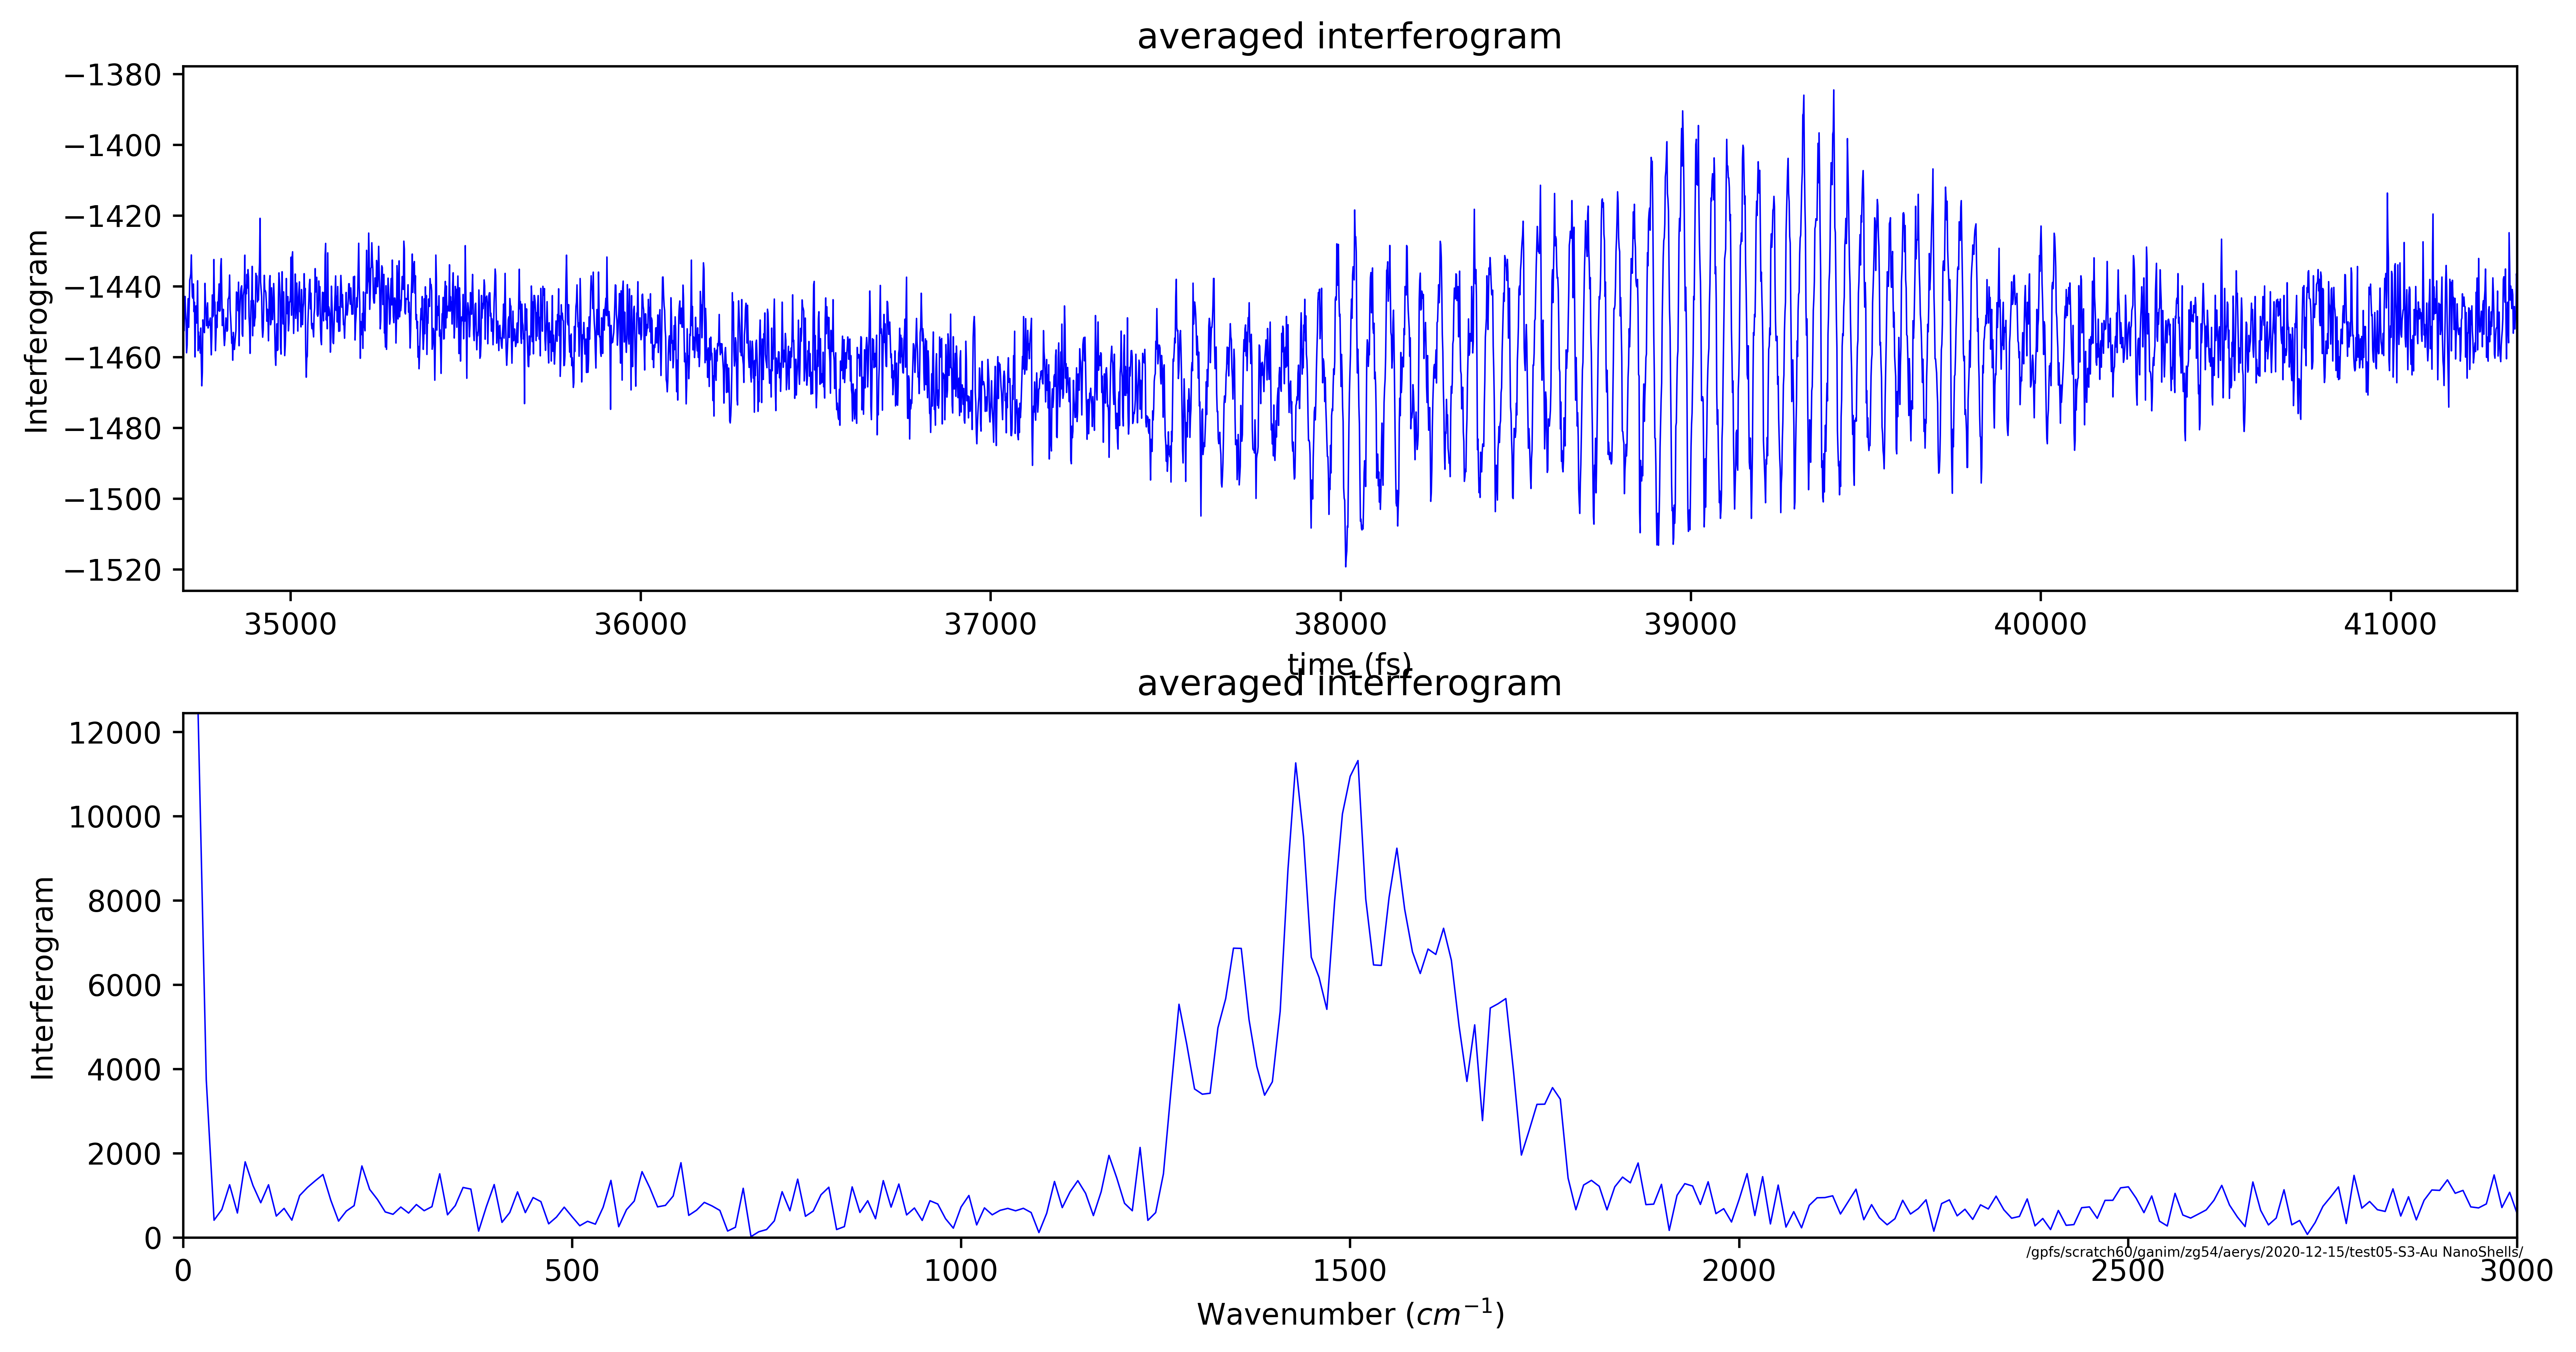 averaged interferogram
−1380
−1400
−1420
−1440
−1460
−1480
−1500
−1520
Interferogram
35000 36000 37000 38000 39000 40000 41000
time (fs)
averaged interferogram
12000
10000
8000
6000
4000
2000
0
Interferogram
/gpfs/scratch60/ganim/zg54/aerys/2020-12-15/test05-S3-Au NanoShells/
0 500 1000 1500 2000 2500 3000
Wavenumber (cm⁻¹)